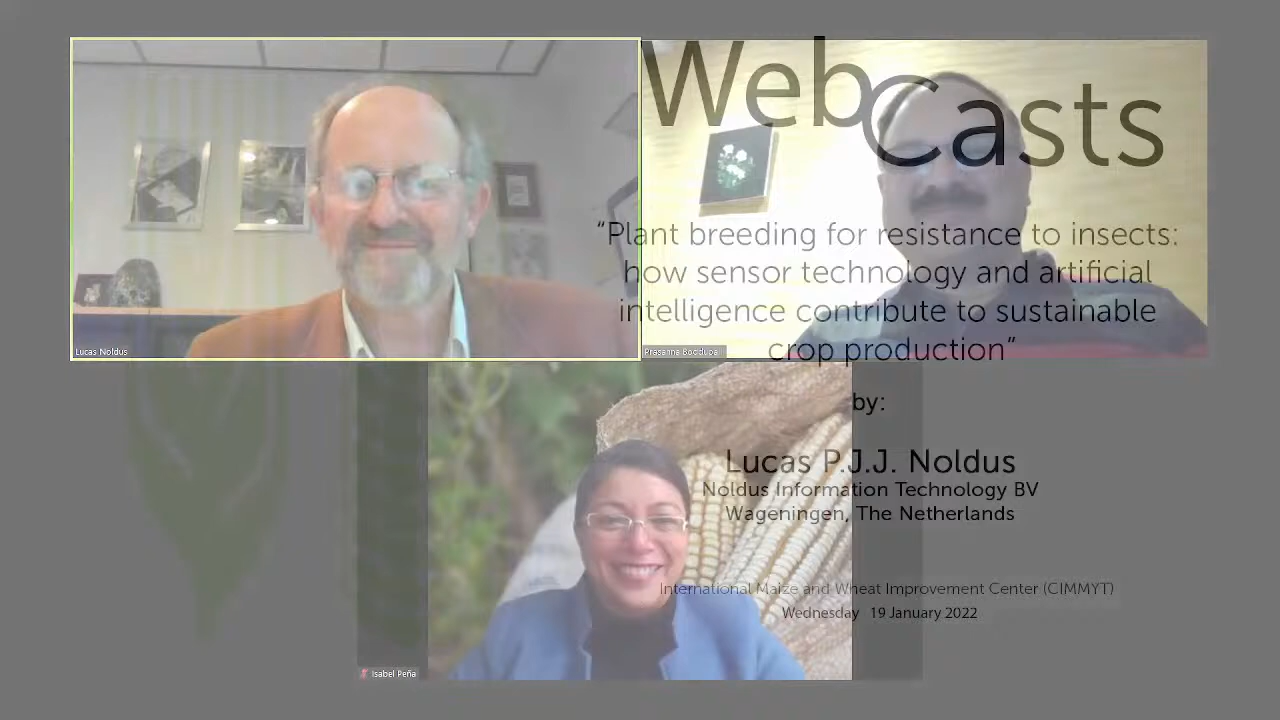 WebCasts
“Plant breeding for resistance to insects:
how sensor technology and artificial
intelligence contribute to sustainable
crop production”
Lucas Noldus
Prasanna Boddupalli
by:
Lucas P.J.J. Noldus
Noldus Information Technology BV
Wageningen, The Netherlands
International Maize and Wheat Improvement Center (CIMMYT)
Wednesday 19 January 2022
Isabel Peña